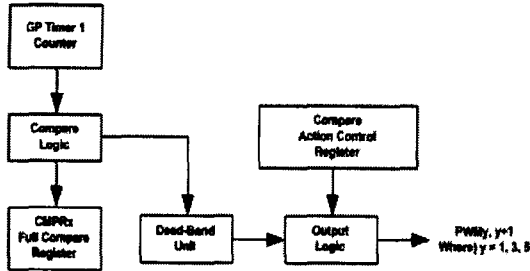 GP Timer 1
Counter
Compare
Logic
Compare
Action Control
Register
CMPRx
Full Compare
Register
Dead-Band
Unit
Output
Logic
PWMy, y+1
Where) y = 1, 3, 5